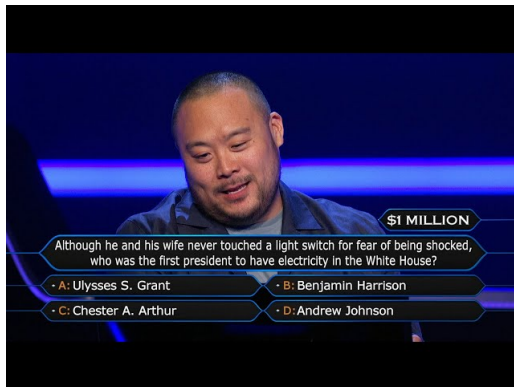 $1 MILLION
Although he and his wife never touched a light switch for fear of being shocked,
who was the first president to have electricity in the White House?
- A: Ulysses S. Grant
- B: Benjamin Harrison
- C: Chester A. Arthur
- D: Andrew Johnson